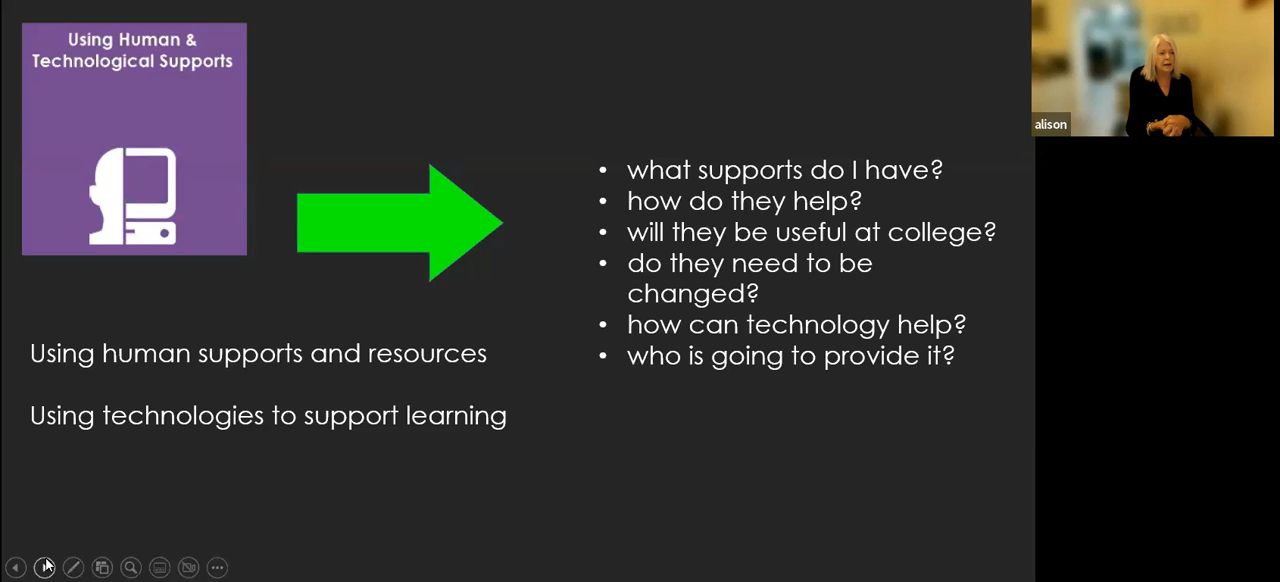 Using Human &
Technological Supports
alison
• what supports do I have?
• how do they help?
• will they be useful at college?
• do they need to be
changed?
• how can technology help?
• who is going to provide it?
Using human supports and resources
Using technologies to support learning